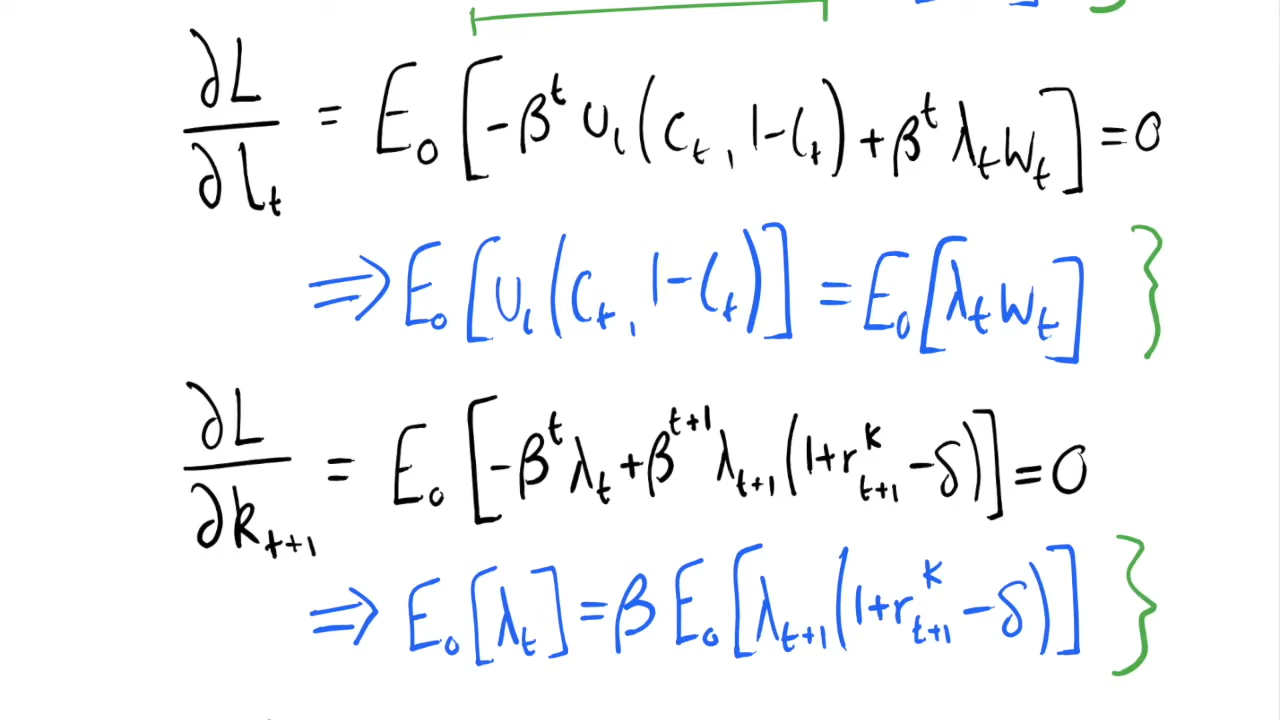 ∂L/∂l_t = E_0 [-β^t u_l(c_t, 1-l_t) + β^t λ_t w_t] = 0
⇒ E_0 [u_l(c_t, 1-l_t)] = E_0 [λ_t w_t]
∂L/∂k_{t+1} = E_0 [-β^t λ_t + β^{t+1} λ_{t+1} (1+r^k_{t+1} - δ)] = 0
⇒ E_0 [λ_t] = β E_0 [λ_{t+1} (1+r^k_{t+1} - δ)]